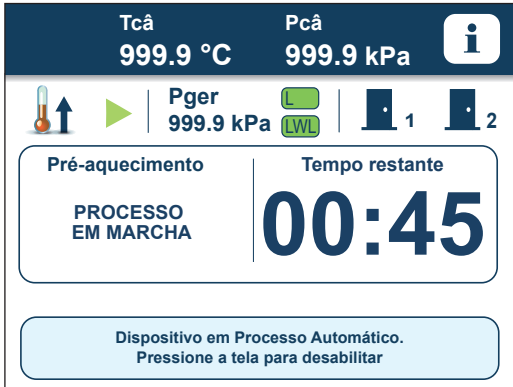 Tcâ Pcâ
999.9 °C 999.9 kPa i
Pger L
999.9 kPa LWL 1 2
Pré-aquecimento Tempo restante
PROCESSO
EM MARCHA
00:45
Dispositivo em Processo Automático.
Pressione a tela para desabilitar